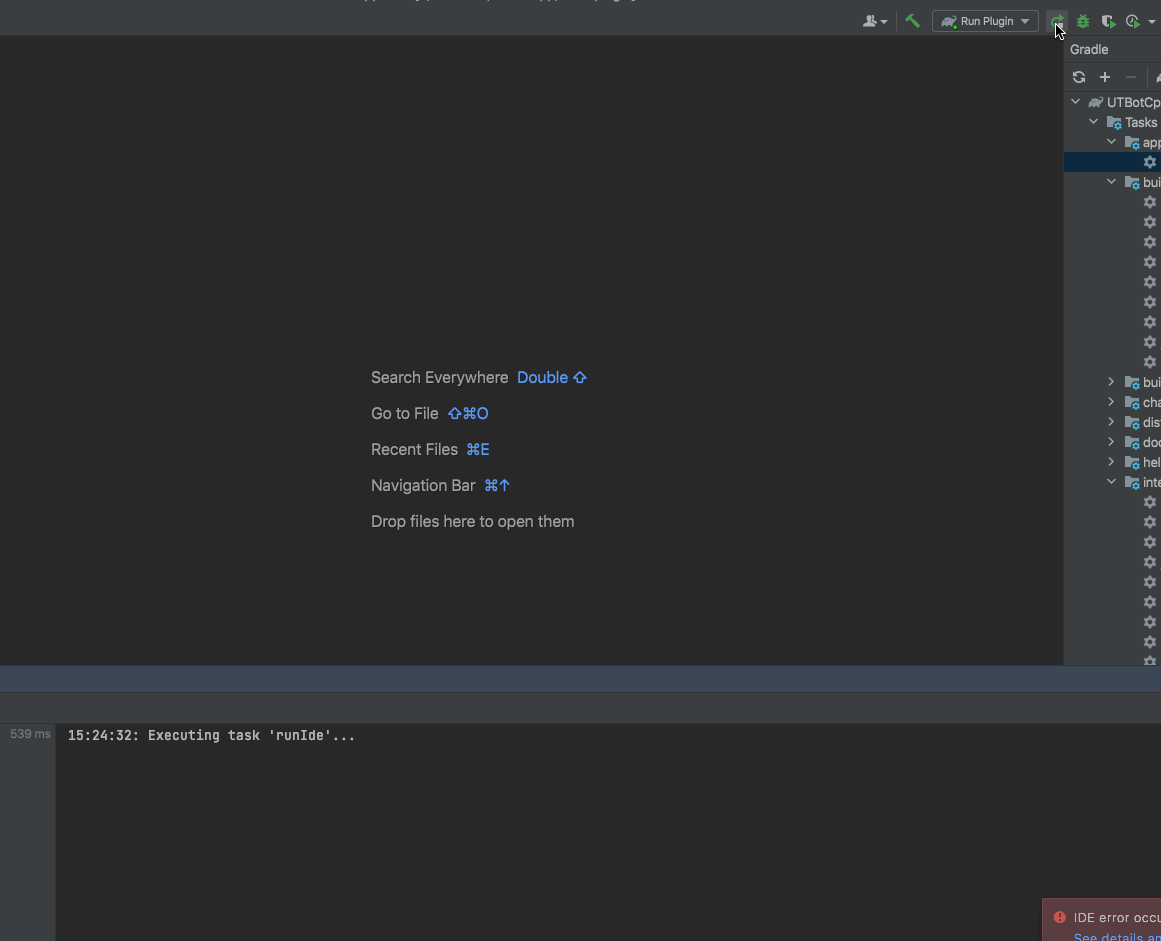 Run Plugin
Gradle
UTBotCp
Tasks
app
bui
bui
cha
dis
doc
hel
inte
Search Everywhere Double ⇧
Go to File ⇧⌘O
Recent Files ⌘E
Navigation Bar ⌘↑
Drop files here to open them
539 ms
15:24:32: Executing task 'runIde'...
IDE error occu
See details an